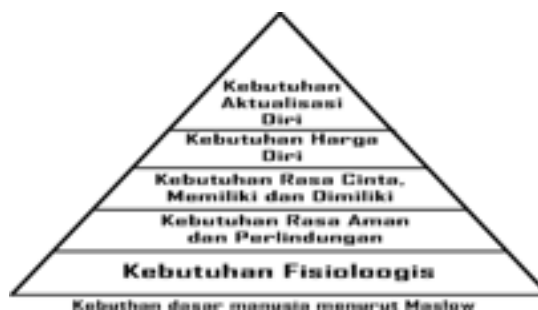 Kebutuhan
Aktualisasi
Diri
Kebutuhan Harga
Diri
Kebutuhan Rasa Cinta,
Memiliki dan Dimiliki
Kebutuhan Rasa Aman
dan Perlindungan
Kebutuhan Fisioloogis
Kebuthan dasar manusia menurut Maslow